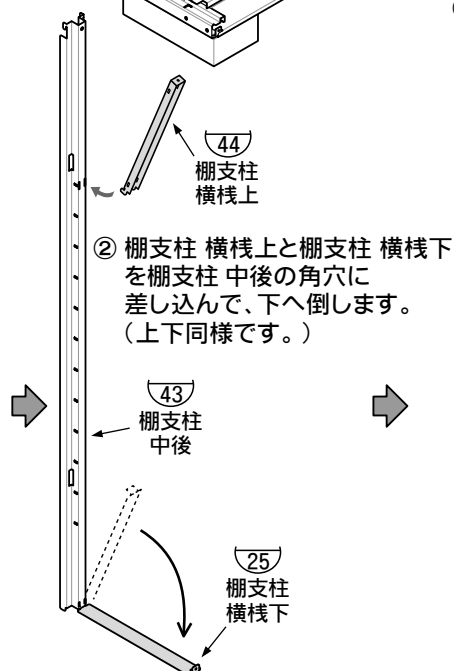 44
棚支柱
横桟上
② 棚支柱 横桟上と棚支柱 横桟下
を棚支柱 中後の角穴に
差し込んで、下へ倒します。
（上下同様です。）
43
棚支柱
中後
25
棚支柱
横桟下